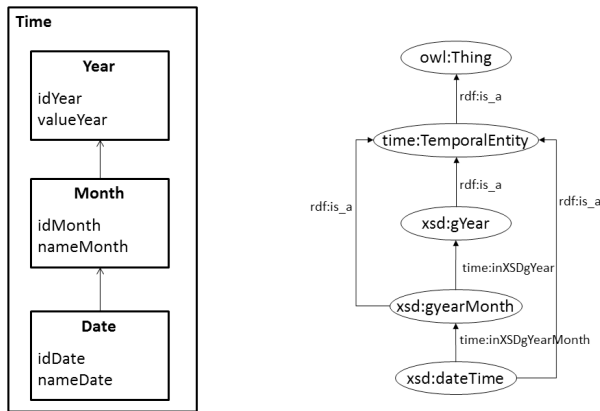 Time
Year
idYear
valueYear
Month
idMonth
nameMonth
Date
idDate
nameDate
owl:Thing
rdf:is_a
time:TemporalEntity
rdf:is_a
rdf:is_a
rdf:is_a
xsd:gYear
time:inXSDgYear
xsd:gyearMonth
time:inXSDgYearMonth
xsd:dateTime